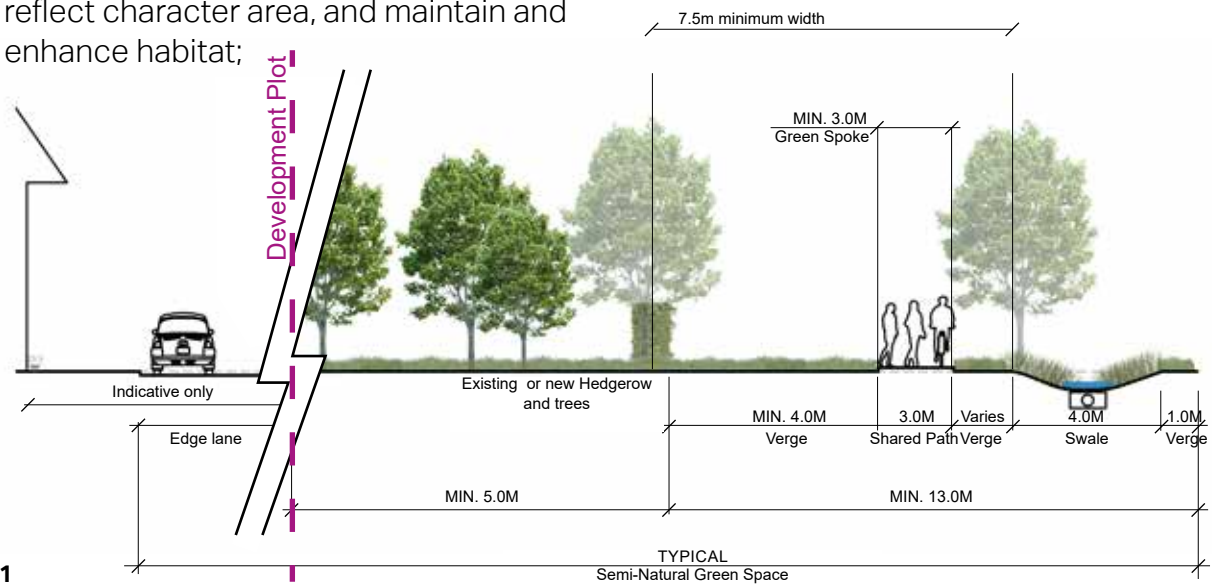 reflect character area, and maintain and
enhance habitat;
7.5m minimum width
Development Plot
MIN. 3.0M
Green Spoke
Indicative only
Existing or new Hedgerow
and trees
Edge lane
MIN. 4.0M
Verge
3.0M
Shared Path
Varies
Verge
4.0M
Swale
1.0M
Verge
MIN. 5.0M
MIN. 13.0M
TYPICAL
Semi-Natural Green Space
1